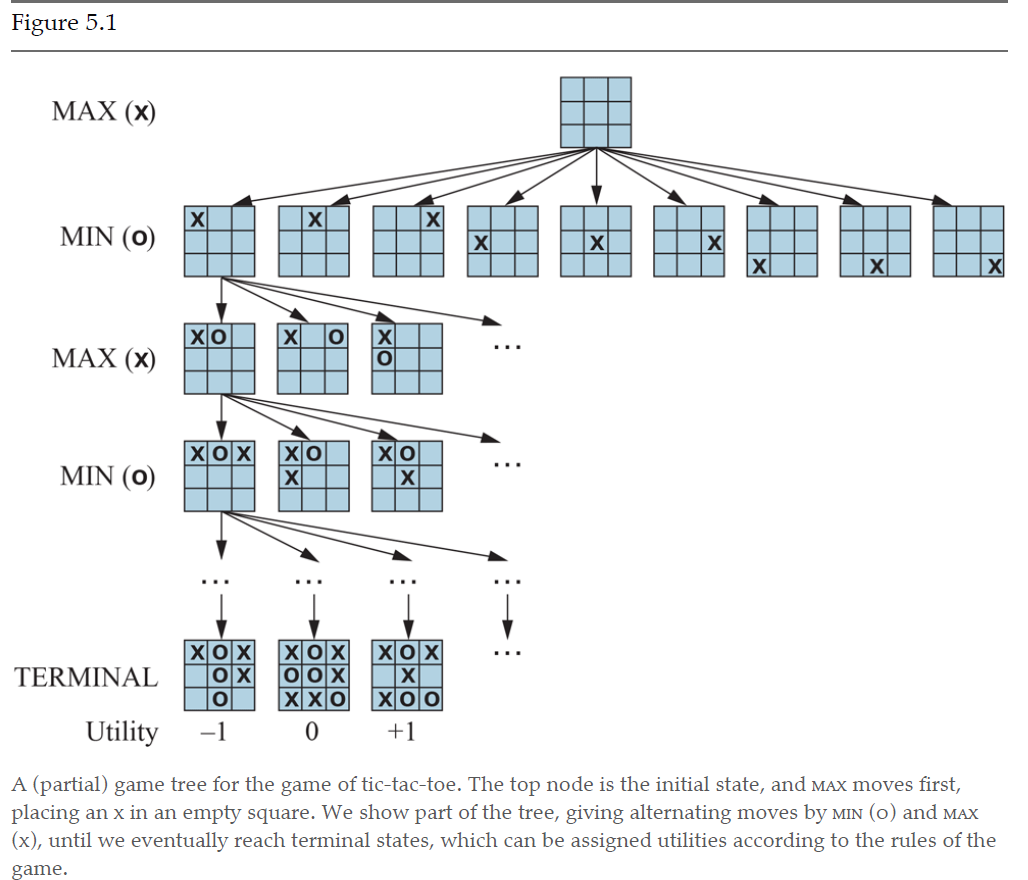 Figure 5.1
MAX (X)
X X X X X X X X X
MIN (O)
X O X O X
MAX (X) ...
O
X O X X O X O
MIN (O) X X ...
... ... ... ...
X O X X O X X O X ...
TERMINAL O X O O X X
O X X O X O O
Utility –1 0 +1
A (partial) game tree for the game of tic-tac-toe. The top node is the initial state, and MAX moves first,
placing an x in an empty square. We show part of the tree, giving alternating moves by MIN (o) and MAX
(x), until we eventually reach terminal states, which can be assigned utilities according to the rules of the
game.